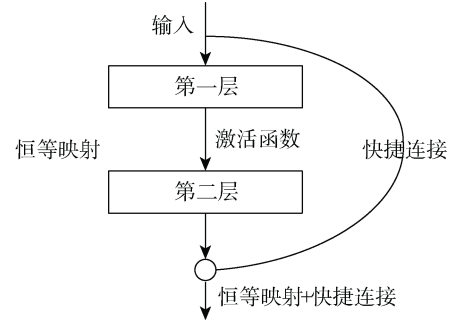 输入
第一层
激活函数
恒等映射
快捷连接
第二层
恒等映射+快捷连接